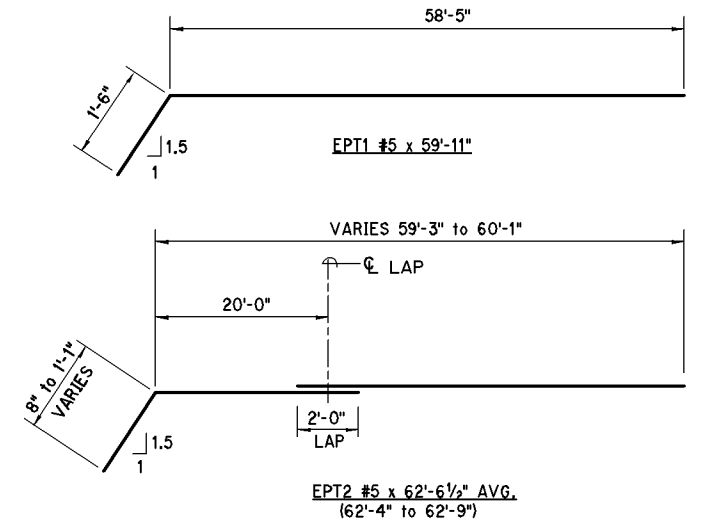 58'-5"
1'-6"
1.5
1
EPT1 #5 x 59'-11"
VARIES 59'-3" to 60'-1"
℄ LAP
20'-0"
8" to 1'-1"
VARIES
2'-0"
LAP
1.5
1
EPT2 #5 x 62'-6½" AVG.
(62'-4" to 62'-9")